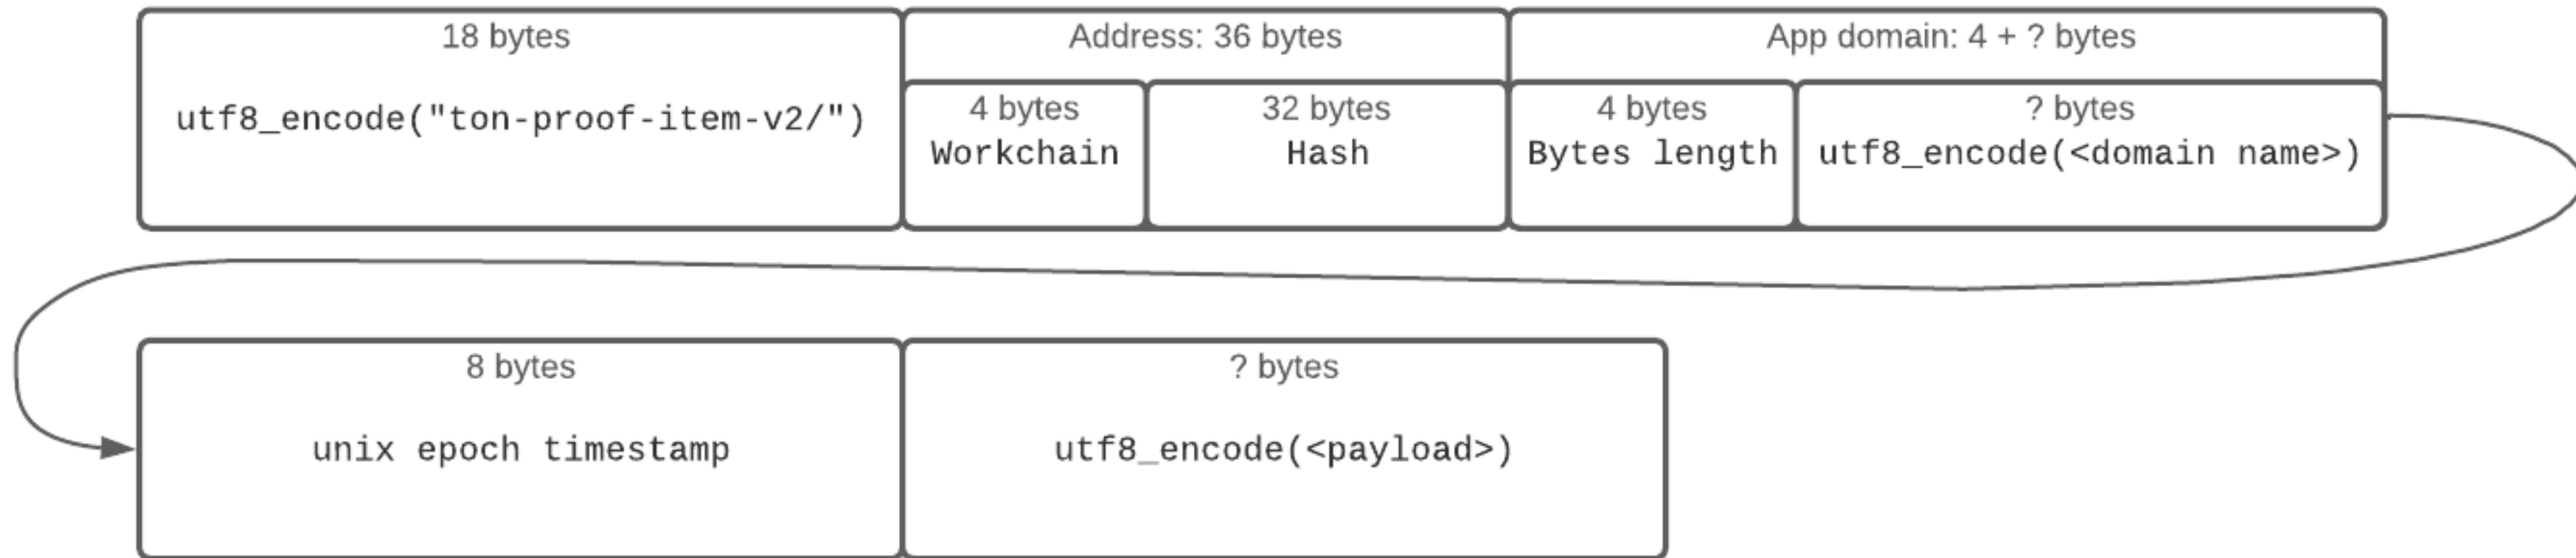 18 bytes
utf8_encode("ton-proof-item-v2/")
Address: 36 bytes
4 bytes
Workchain
32 bytes
Hash
App domain: 4 + ? bytes
4 bytes
Bytes length
? bytes
utf8_encode(<domain name>)
8 bytes
unix epoch timestamp
? bytes
utf8_encode(<payload>)